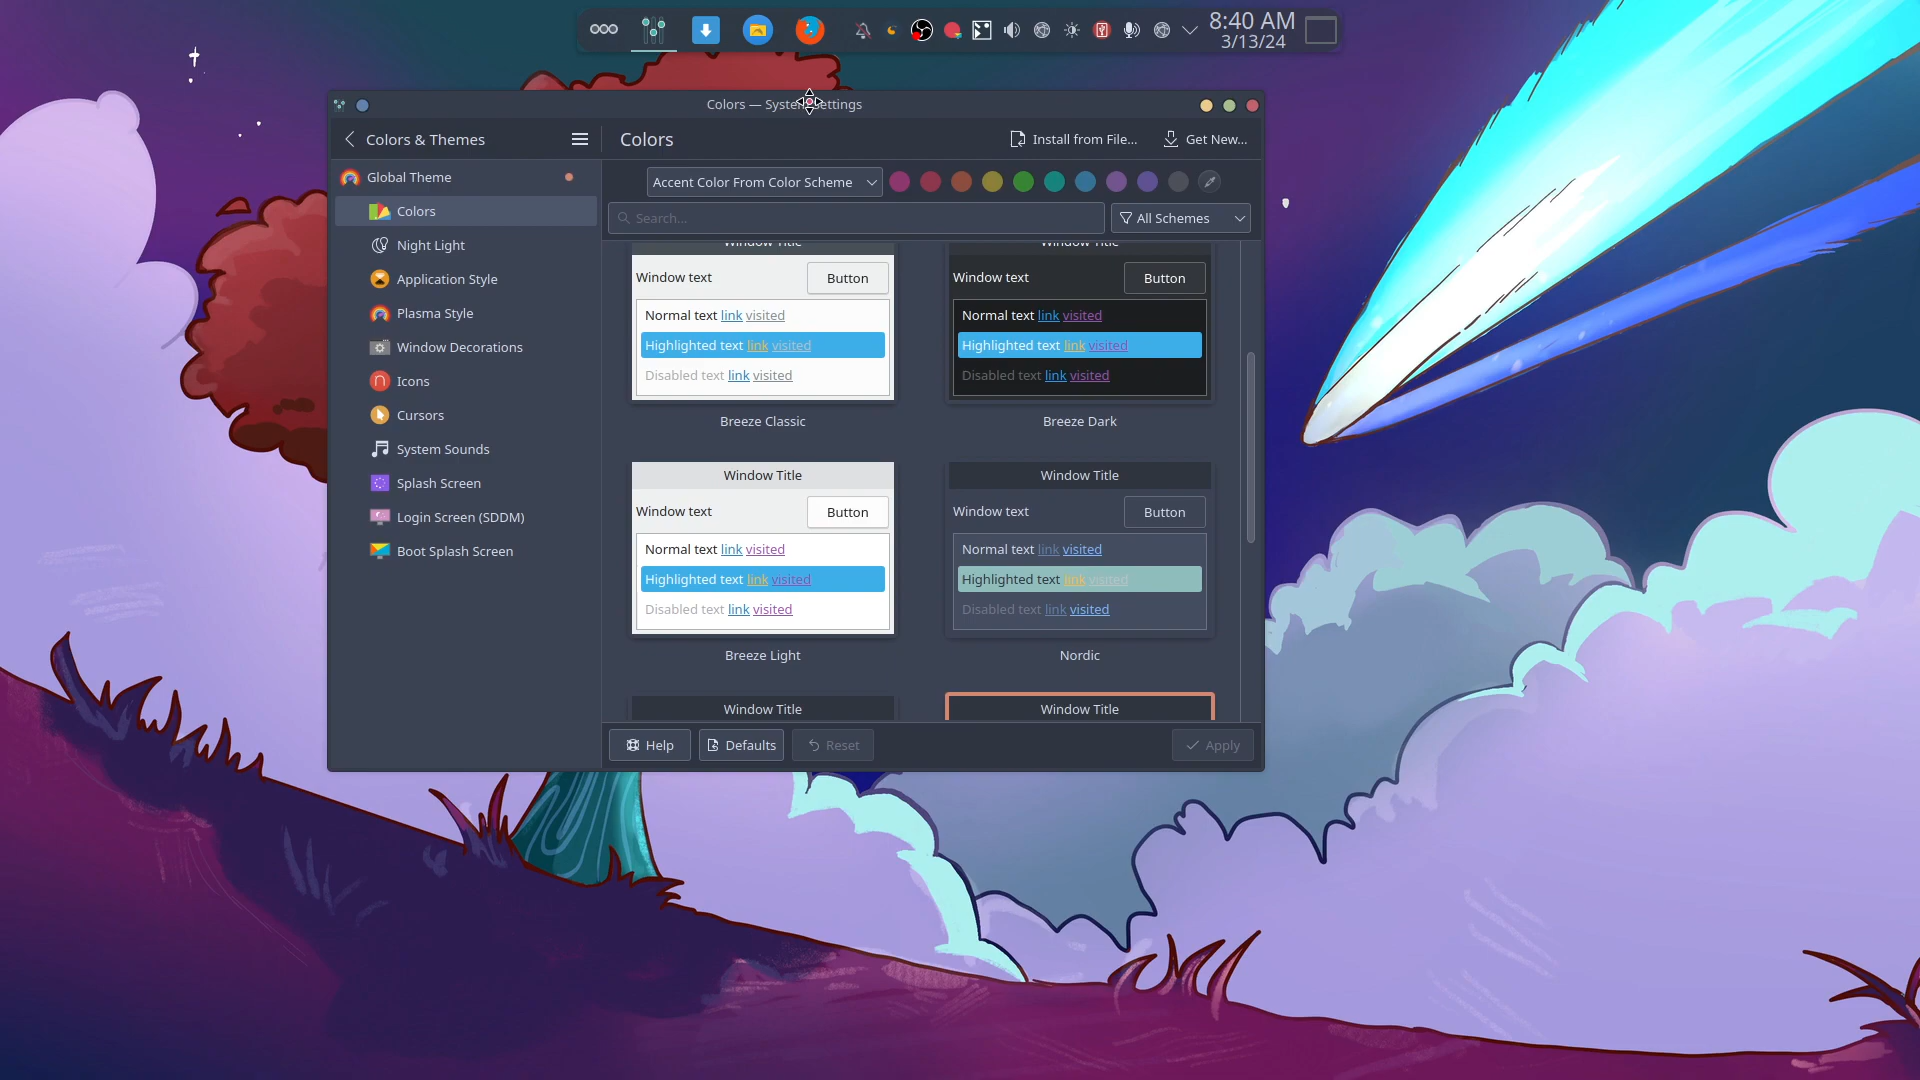 8:40 AM
3/13/24
Colors — System Settings
Colors & Themes
Colors
Install from File...
Get New...
Global Theme
Colors
Night Light
Application Style
Plasma Style
Window Decorations
Icons
Cursors
System Sounds
Splash Screen
Login Screen (SDDM)
Boot Splash Screen
Accent Color From Color Scheme
Search...
All Schemes
Window Title
Window text
Button
Normal text link visited
Highlighted text link visited
Disabled text link visited
Breeze Classic
Window Title
Window text
Button
Normal text link visited
Highlighted text link visited
Disabled text link visited
Breeze Dark
Window Title
Window text
Button
Normal text link visited
Highlighted text link visited
Disabled text link visited
Breeze Light
Window Title
Window text
Button
Normal text link visited
Highlighted text link visited
Disabled text link visited
Nordic
Window Title
Window Title
Help
Defaults
Reset
Apply